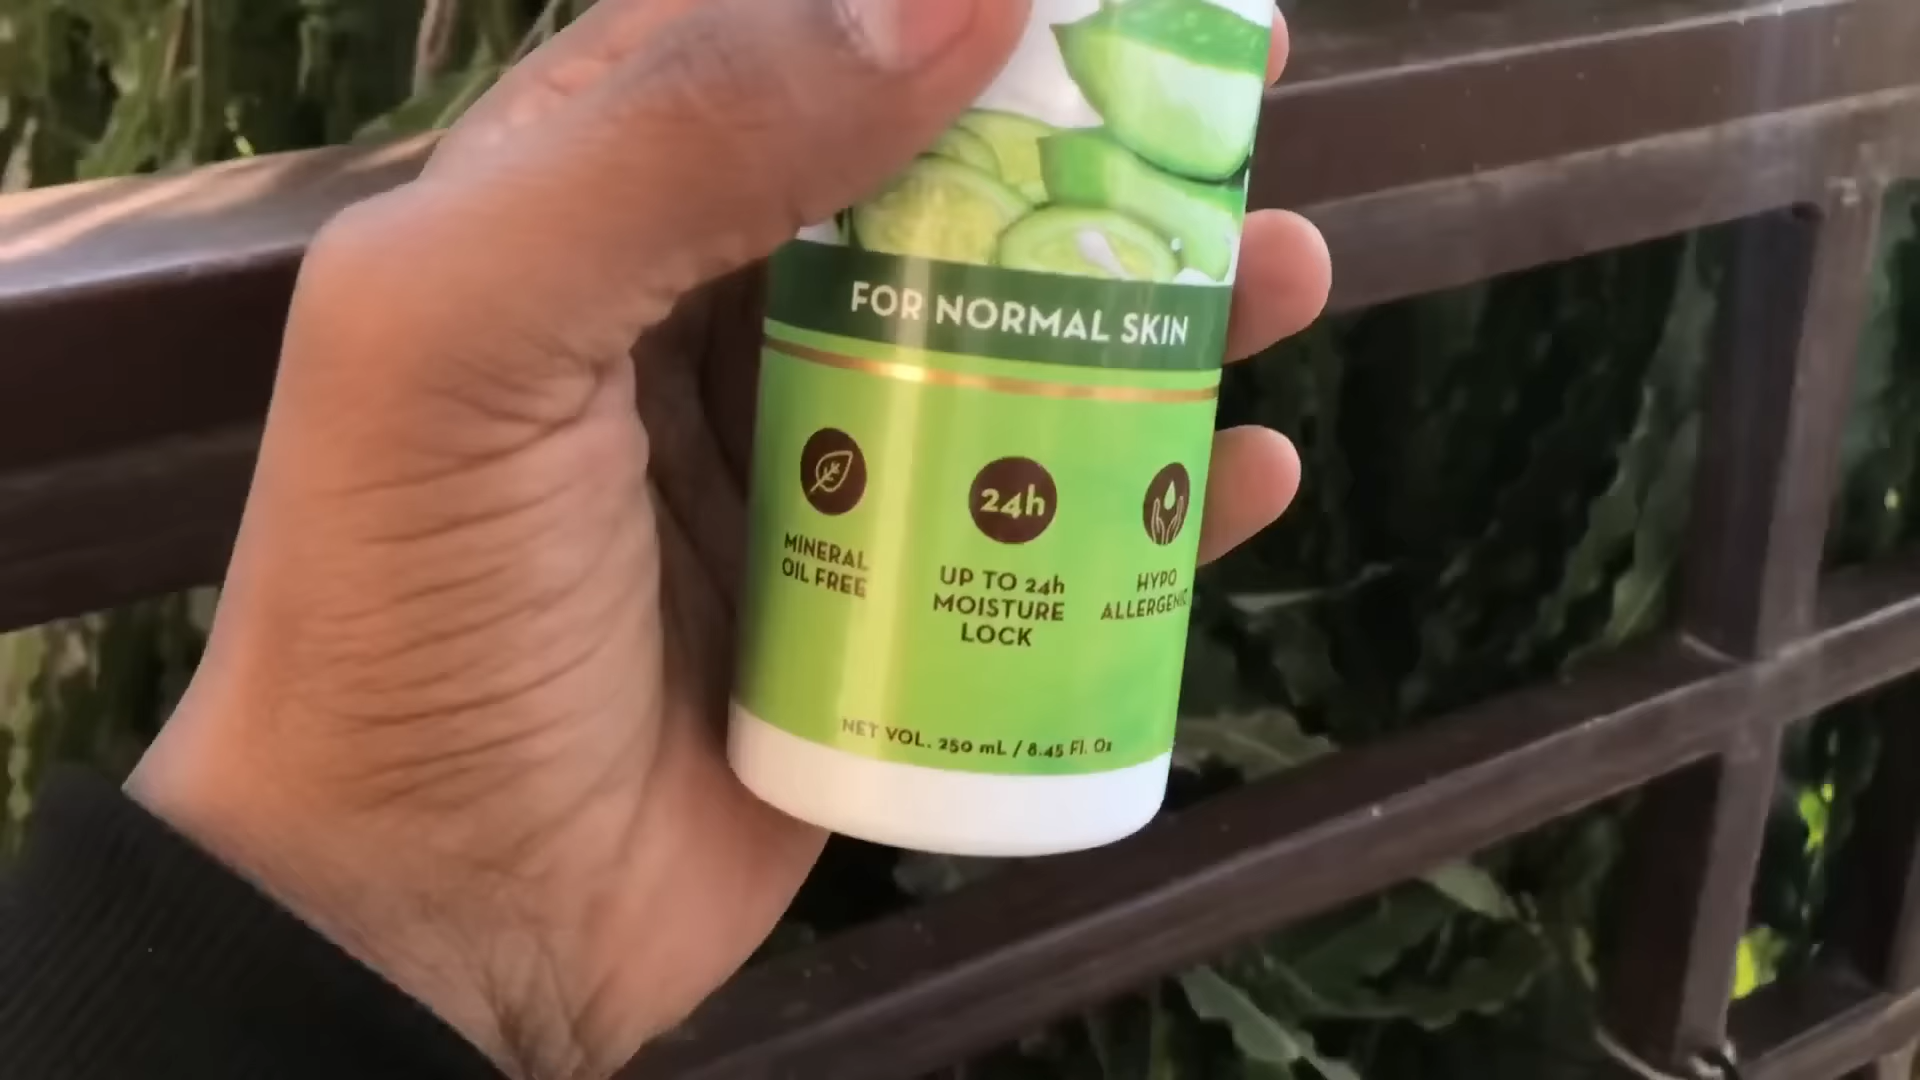 FOR NORMAL SKIN
MINERAL
OIL FREE
24h
UP TO 24h
MOISTURE
LOCK
HYPO
ALLERGENIC
NET VOL. 250 mL / 8.45 Fl. Oz